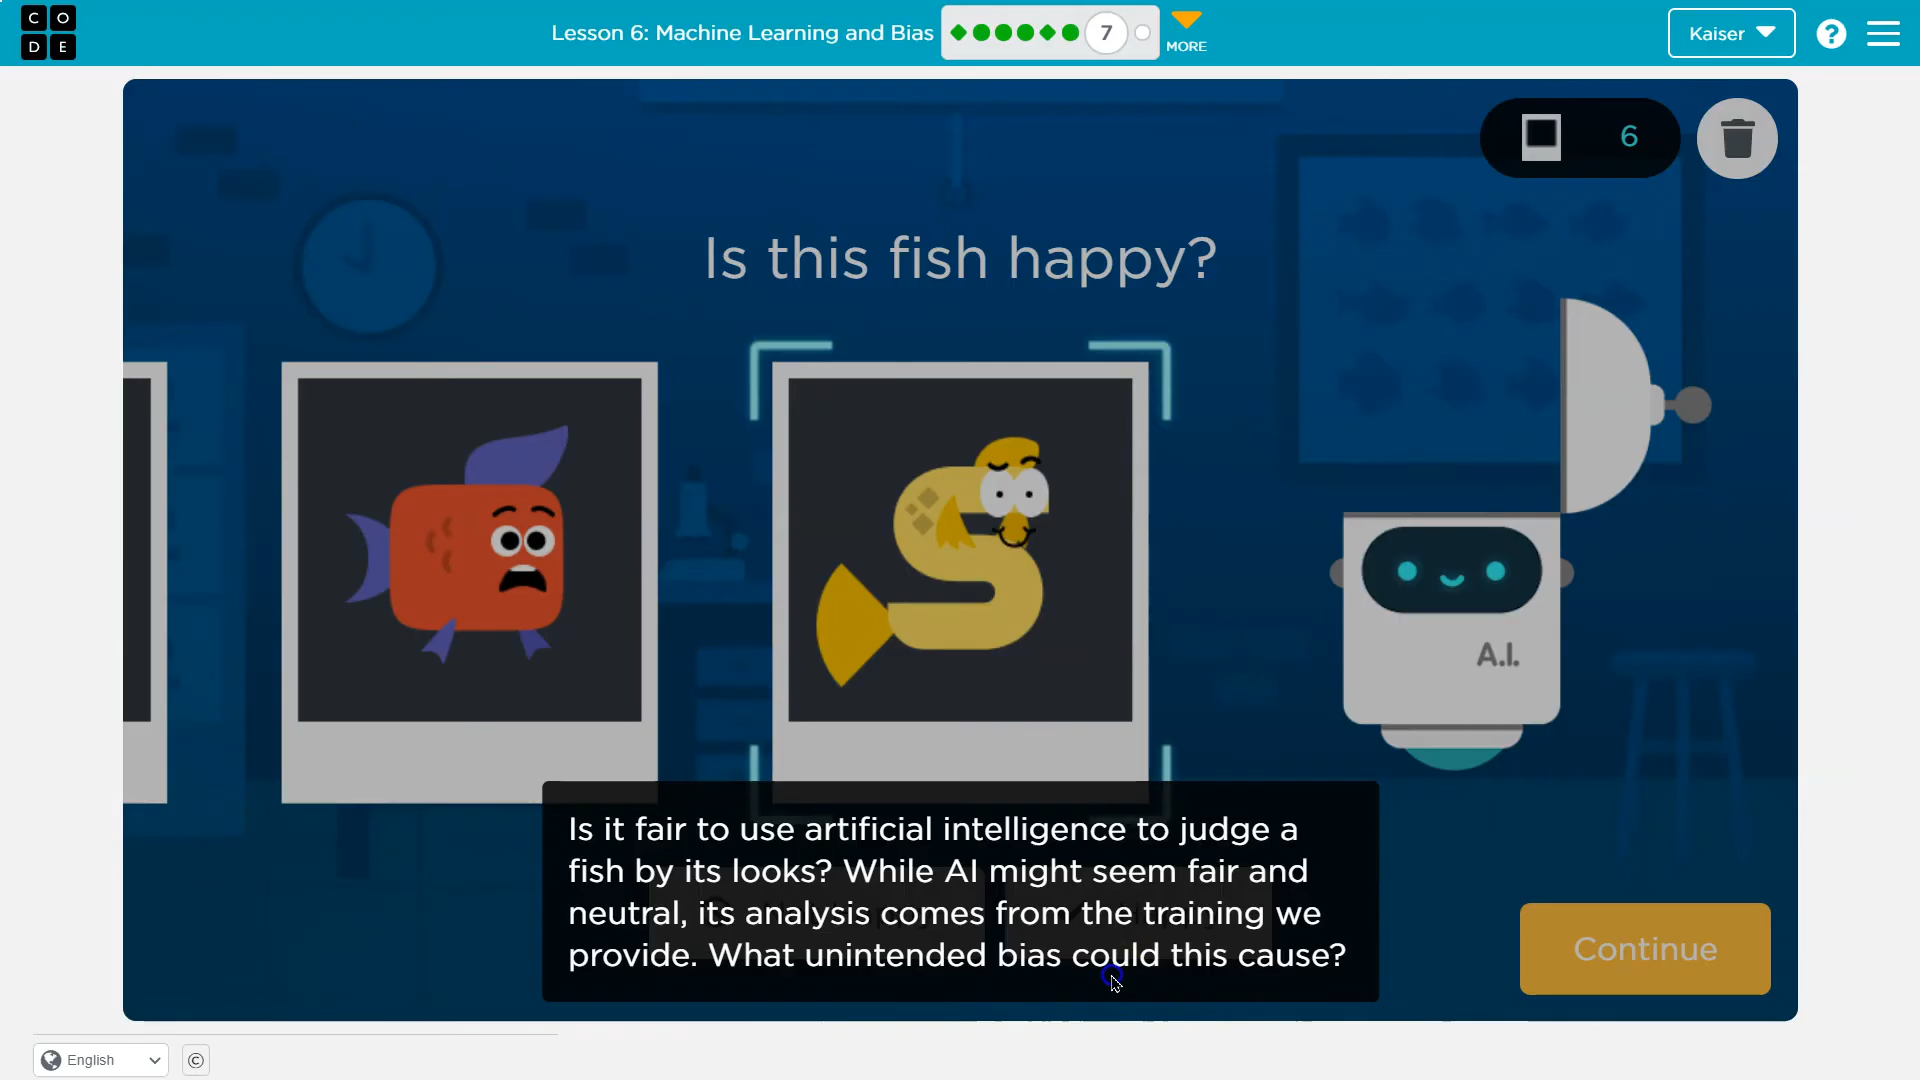 CO
DE
Lesson 6: Machine Learning and Bias
7
MORE
Kaiser
?
6
Is this fish happy?
A.I.
Is it fair to use artificial intelligence to judge a
fish by its looks? While AI might seem fair and
neutral, its analysis comes from the training we
provide. What unintended bias could this cause?
Continue
English
©